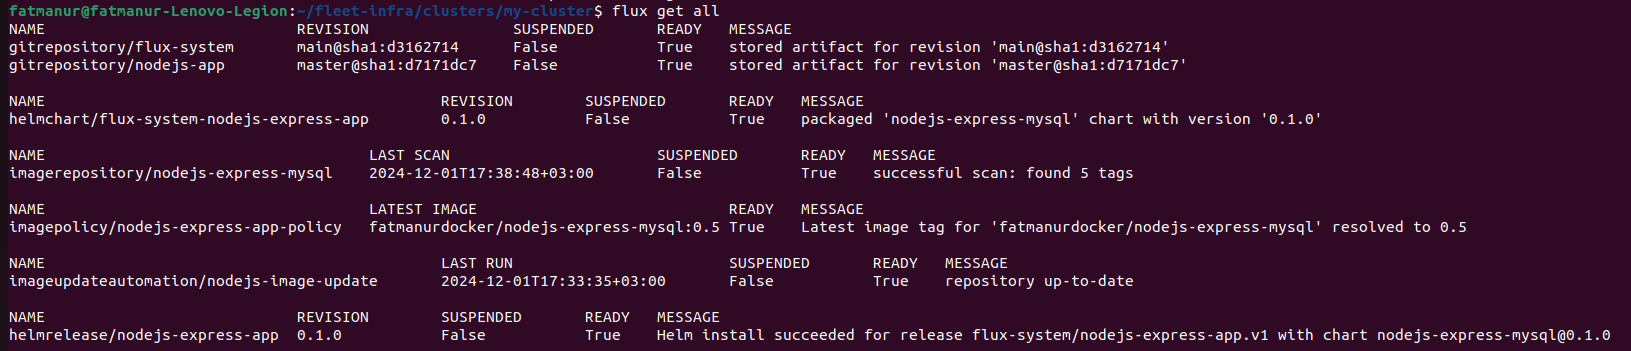 fatmanur@fatmanur-Lenovo-Legion:~/fleet-infra/clusters/my-cluster$ flux get all
NAME REVISION SUSPENDED READY MESSAGE
gitrepository/flux-system main@sha1:d3162714 False True stored artifact for revision 'main@sha1:d3162714'
gitrepository/nodejs-app master@sha1:d7171dc7 False True stored artifact for revision 'master@sha1:d7171dc7'
NAME REVISION SUSPENDED READY MESSAGE
helmchart/flux-system-nodejs-express-app 0.1.0 False True packaged 'nodejs-express-mysql' chart with version '0.1.0'
NAME LAST SCAN SUSPENDED READY MESSAGE
imagerepository/nodejs-express-mysql 2024-12-01T17:38:48+03:00 False True successful scan: found 5 tags
NAME LATEST IMAGE READY MESSAGE
imagepolicy/nodejs-express-app-policy fatmanurdocker/nodejs-express-mysql:0.5 True Latest image tag for 'fatmanurdocker/nodejs-express-mysql' resolved to 0.5
NAME LAST RUN SUSPENDED READY MESSAGE
imageupdateautomation/nodejs-image-update 2024-12-01T17:33:35+03:00 False True repository up-to-date
NAME REVISION SUSPENDED READY MESSAGE
helmrelease/nodejs-express-app 0.1.0 False True Helm install succeeded for release flux-system/nodejs-express-app.v1 with chart nodejs-express-mysql@0.1.0